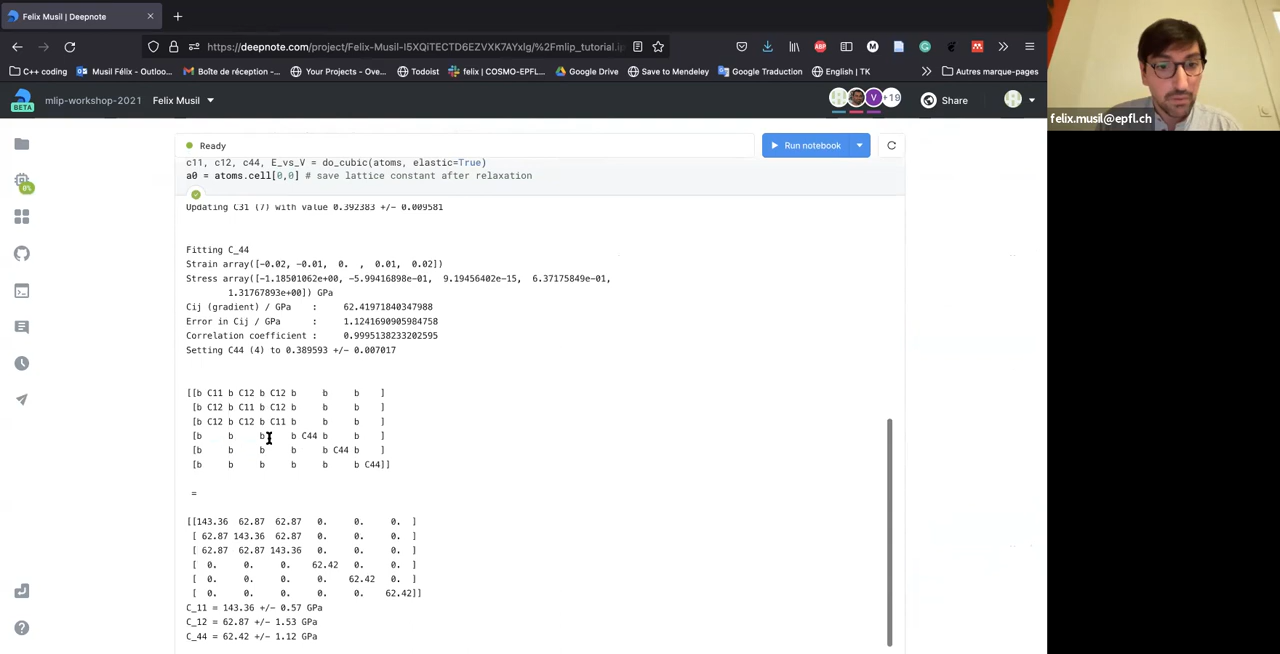 Felix Musil | Deepnote
https://deepnote.com/project/Felix-Musil-I5XQiTECTD6EZVXK7AYxlg/%2Fmlip_tutorial.ip
C++ coding
Musil Félix - Outloo...
Boîte de réception -...
Your Projects - Ove...
Todoist
felix | COSMO-EPFL...
Google Drive
Save to Mendeley
Google Traduction
English | TK
Autres marque-pages
BETA
mlip-workshop-2021
Felix Musil
V
+19
Share
felix.musil@epfl.ch
Ready
Run notebook
0%
c11, c12, c44, E_vs_V = do_cubic(atoms, elastic=True)
a0 = atoms.cell[0,0] # save lattice constant after relaxation
Updating C31 (7) with value 0.392383 +/- 0.009581
Fitting C_44
Strain array([-0.02, -0.01, 0. , 0.01, 0.02])
Stress array([-1.18501062e+00, -5.99416898e-01, 9.19456402e-15, 6.37175849e-01,
1.31767893e+00]) GPa
Cij (gradient) / GPa : 62.41971840347988
Error in Cij / GPa : 1.1241690905984758
Correlation coefficient : 0.9995138233202595
Setting C44 (4) to 0.389593 +/- 0.007017
[[b C11 b C12 b C12 b b b ]
[b C12 b C11 b C12 b b b ]
[b C12 b C12 b C11 b b b ]
[b b b b C44 b b ]
[b b b b b C44 b ]
[b b b b b b C44]]
=
[[143.36 62.87 62.87 0. 0. 0. ]
[ 62.87 143.36 62.87 0. 0. 0. ]
[ 62.87 62.87 143.36 0. 0. 0. ]
[ 0. 0. 0. 62.42 0. 0. ]
[ 0. 0. 0. 0. 62.42 0. ]
[ 0. 0. 0. 0. 0. 62.42]]
C_11 = 143.36 +/- 0.57 GPa
C_12 = 62.87 +/- 1.53 GPa
C_44 = 62.42 +/- 1.12 GPa